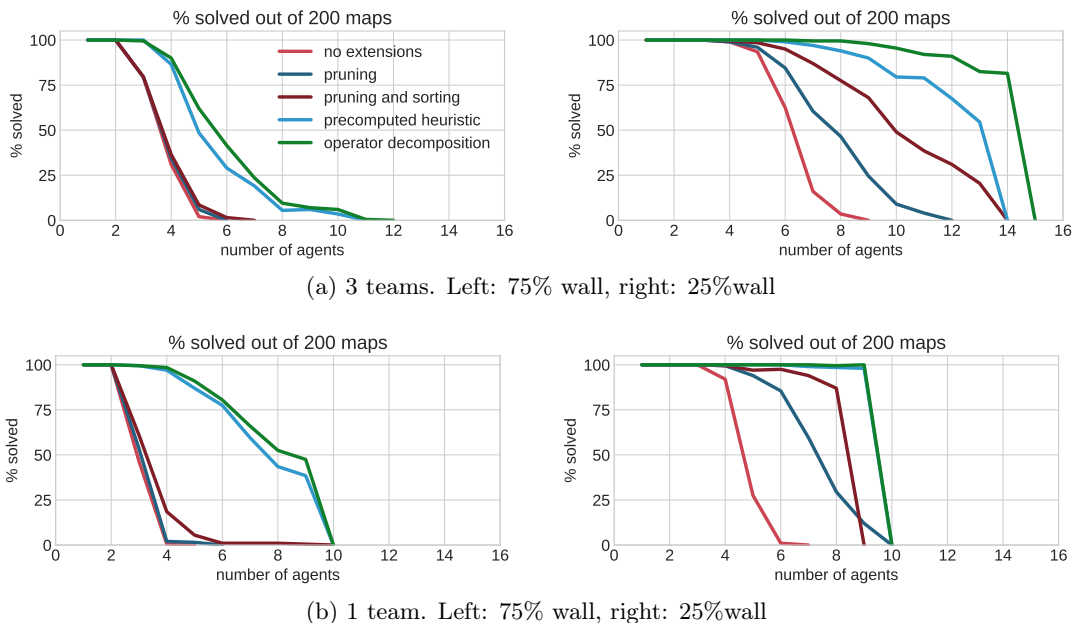 % solved out of 200 maps
% solved out of 200 maps
100
75
50
25
0
% solved
no extensions
pruning
pruning and sorting
precomputed heuristic
operator decomposition
0 2 4 6 8 10 12 14 16
number of agents
100
75
50
25
0
% solved
0 2 4 6 8 10 12 14 16
number of agents
(a) 3 teams. Left: 75% wall, right: 25%wall
% solved out of 200 maps
% solved out of 200 maps
100
75
50
25
0
% solved
0 2 4 6 8 10 12 14 16
number of agents
100
75
50
25
0
% solved
0 2 4 6 8 10 12 14 16
number of agents
(b) 1 team. Left: 75% wall, right: 25%wall